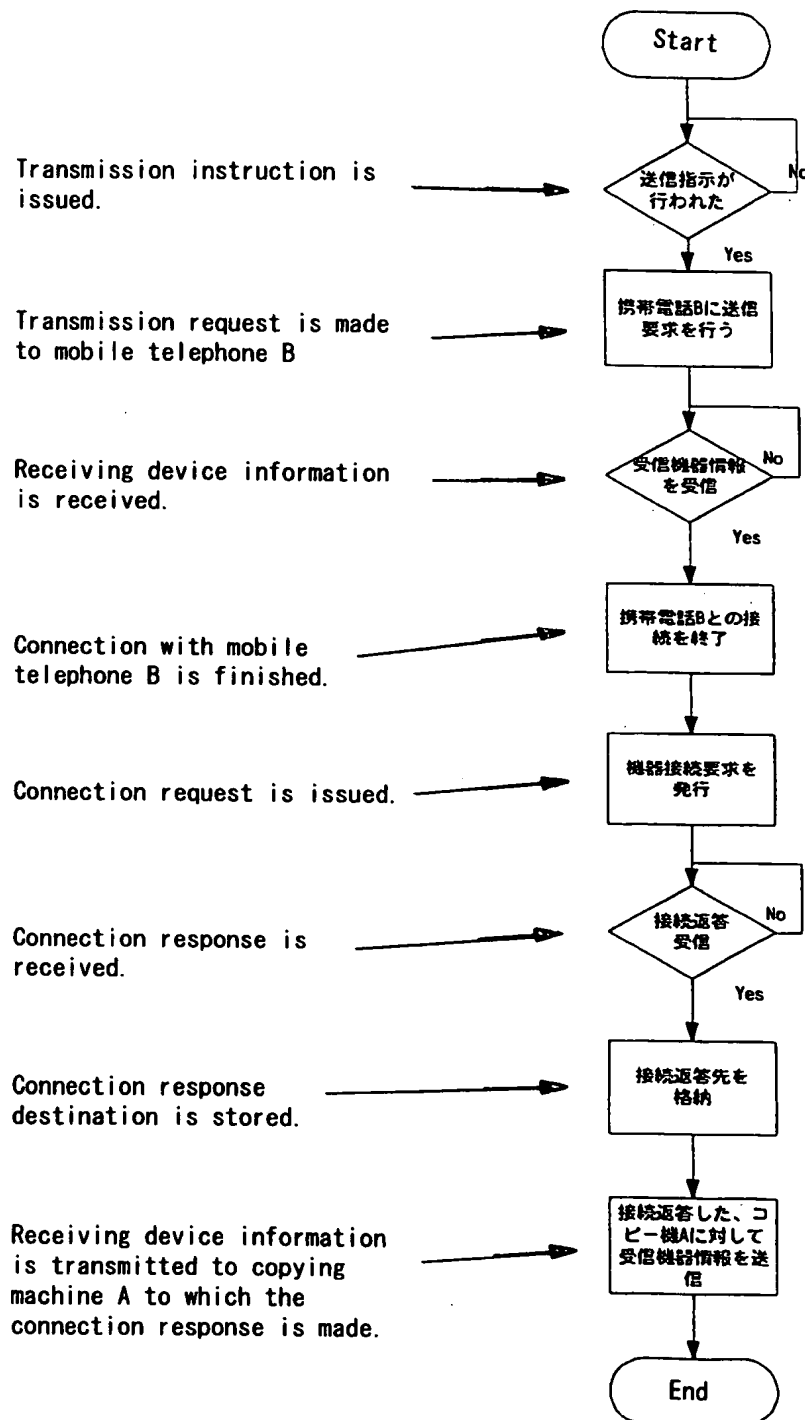 Start
Transmission instruction is
issued.
送信指示が
行われた
No
Yes
Transmission request is made
to mobile telephone B
携帯電話Bに送信
要求を行う
Receiving device information
is received.
受信機器情報
を受信
No
Yes
Connection with mobile
telephone B is finished.
携帯電話Bとの接
続を終了
Connection request is issued.
機器接続要求を
発行
Connection response is
received.
接続返答
受信
No
Yes
Connection response
destination is stored.
接続返答先を
格納
Receiving device information
is transmitted to copying
machine A to which the
connection response is made.
接続返答した、コ
ピー機Aに対して
受信機器情報を送
信
End